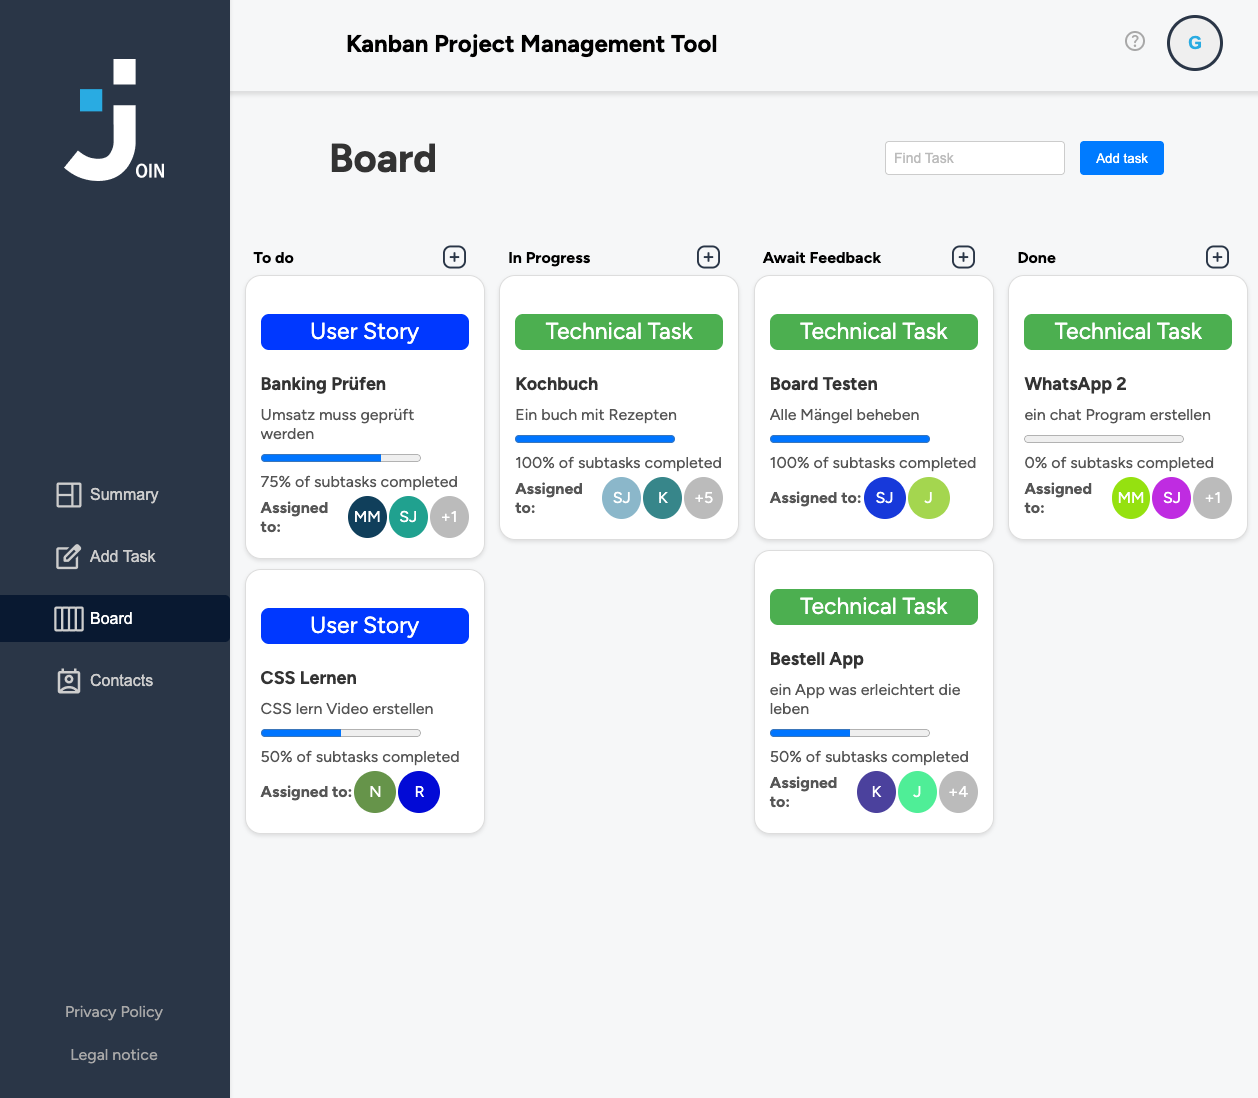 Kanban Project Management Tool
?
G
OIN
Board
Find Task
Add task
To do
User Story
Banking Prüfen
Umsatz muss geprüft
werden
75% of subtasks completed
Assigned
to:
MM
SJ
+1
User Story
CSS Lernen
CSS lern Video erstellen
50% of subtasks completed
Assigned to:
N
R
In Progress
Technical Task
Kochbuch
Ein buch mit Rezepten
100% of subtasks completed
Assigned
to:
SJ
K
+5
Await Feedback
Technical Task
Board Testen
Alle Mängel beheben
100% of subtasks completed
Assigned to:
SJ
J
Technical Task
Bestell App
ein App was erleichtert die
leben
50% of subtasks completed
Assigned
to:
K
J
+4
Done
Technical Task
WhatsApp 2
ein chat Program erstellen
0% of subtasks completed
Assigned
to:
MM
SJ
+1
Summary
Add Task
Board
Contacts
Privacy Policy
Legal notice